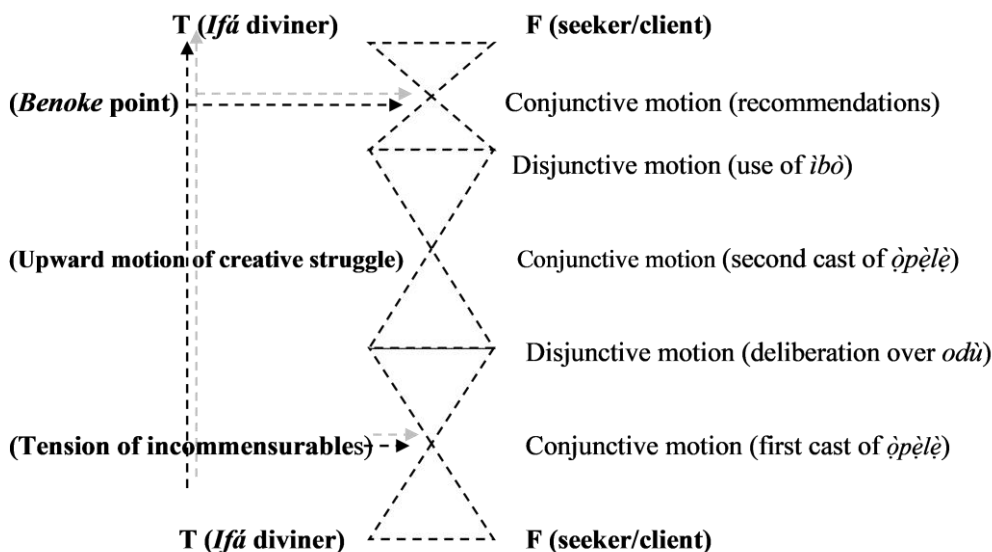 T (Ifá diviner) F (seeker/client)
(Benoke point) Conjunctive motion (recommendations)
Disjunctive motion (use of ìbò)
(Upward motion of creative struggle) Conjunctive motion (second cast of ọ̀pẹ̀lẹ̀)
Disjunctive motion (deliberation over odù)
(Tension of incommensurables) Conjunctive motion (first cast of ọ̀pẹ̀lẹ̀)
T (Ifá diviner) F (seeker/client)